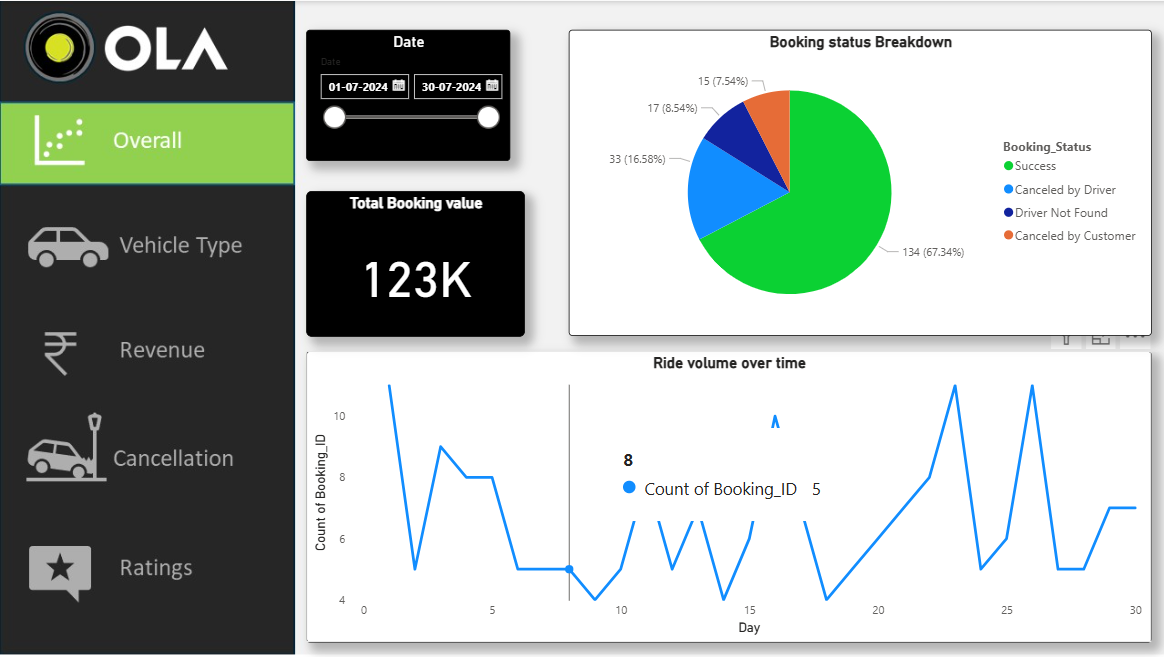 OLA
Overall
Vehicle Type
Revenue
Cancellation
Ratings
Date
Date
01-07-2024
30-07-2024
Total Booking value
123K
Booking status Breakdown
15 (7.54%)
17 (8.54%)
33 (16.58%)
134 (67.34%)
Booking_Status
Success
Canceled by Driver
Driver Not Found
Canceled by Customer
Ride volume over time
Count of Booking_ID
10
8
6
4
8
Count of Booking_ID 5
0 5 10 15 20 25 30
Day